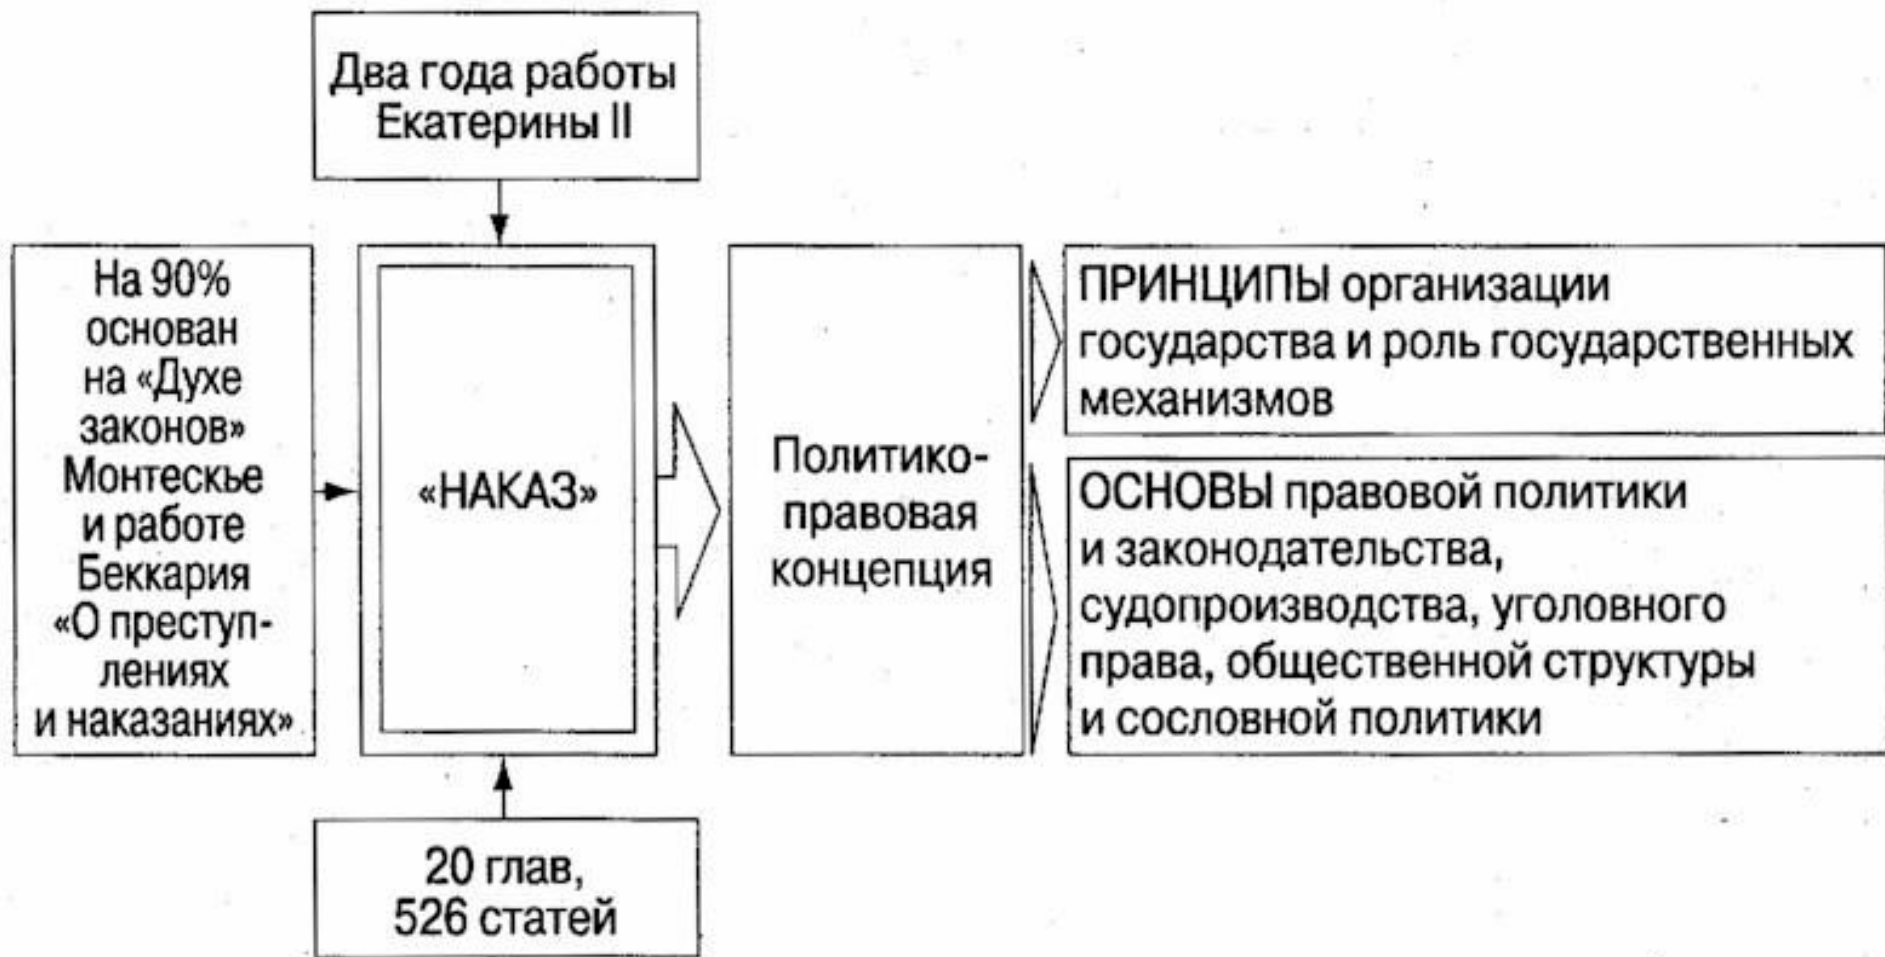 Два года работы
Екатерины II
На 90%
основан
на «Духе
законов»
Монтескье
и работе
Беккария
«О преступ-
лениях
и наказаниях»
«НАКАЗ»
Политико-
правовая
концепция
ПРИНЦИПЫ организации
государства и роль государственных
механизмов
ОСНОВЫ правовой политики
и законодательства,
судопроизводства, уголовного
права, общественной структуры
и сословной политики
20 глав,
526 статей